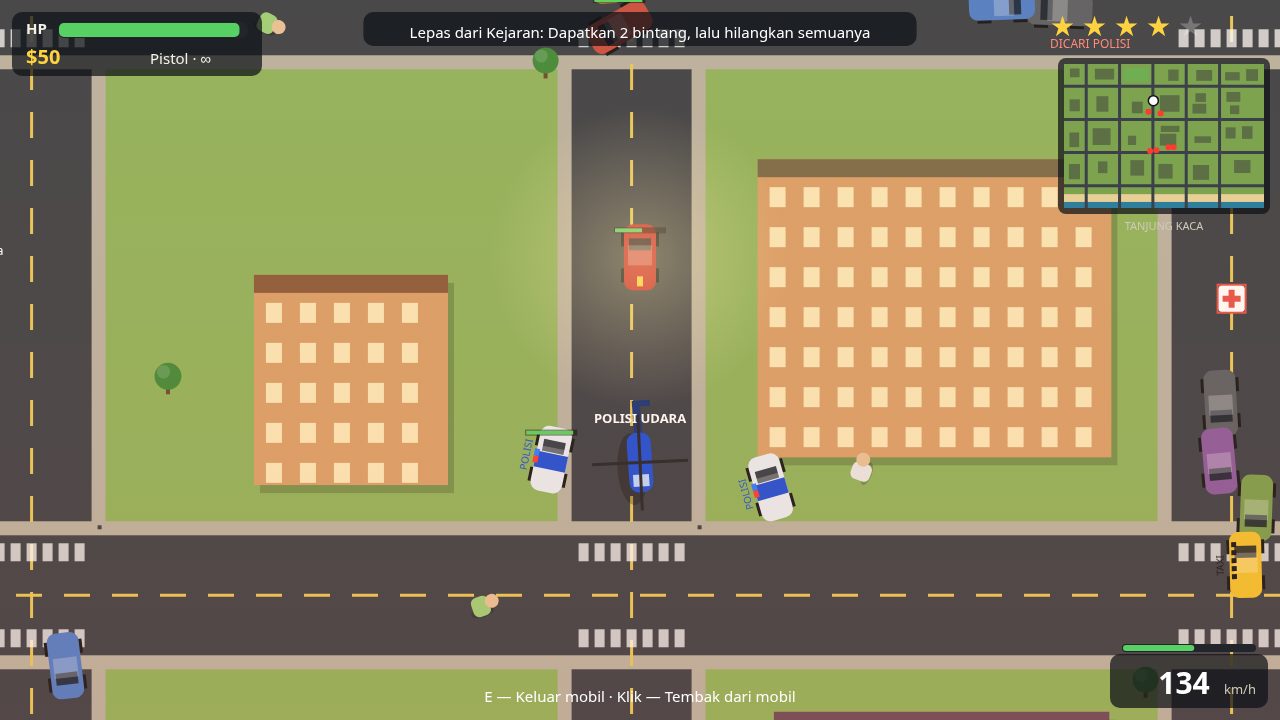 HP
$50
Pistol · ∞
Lepas dari Kejaran: Dapatkan 2 bintang, lalu hilangkan semuanya
DICARI POLISI
TANJUNG KACA
a
POLISI UDARA
POLISI
POLISI
TAXI
E — Keluar mobil · Klik — Tembak dari mobil
134 km/h